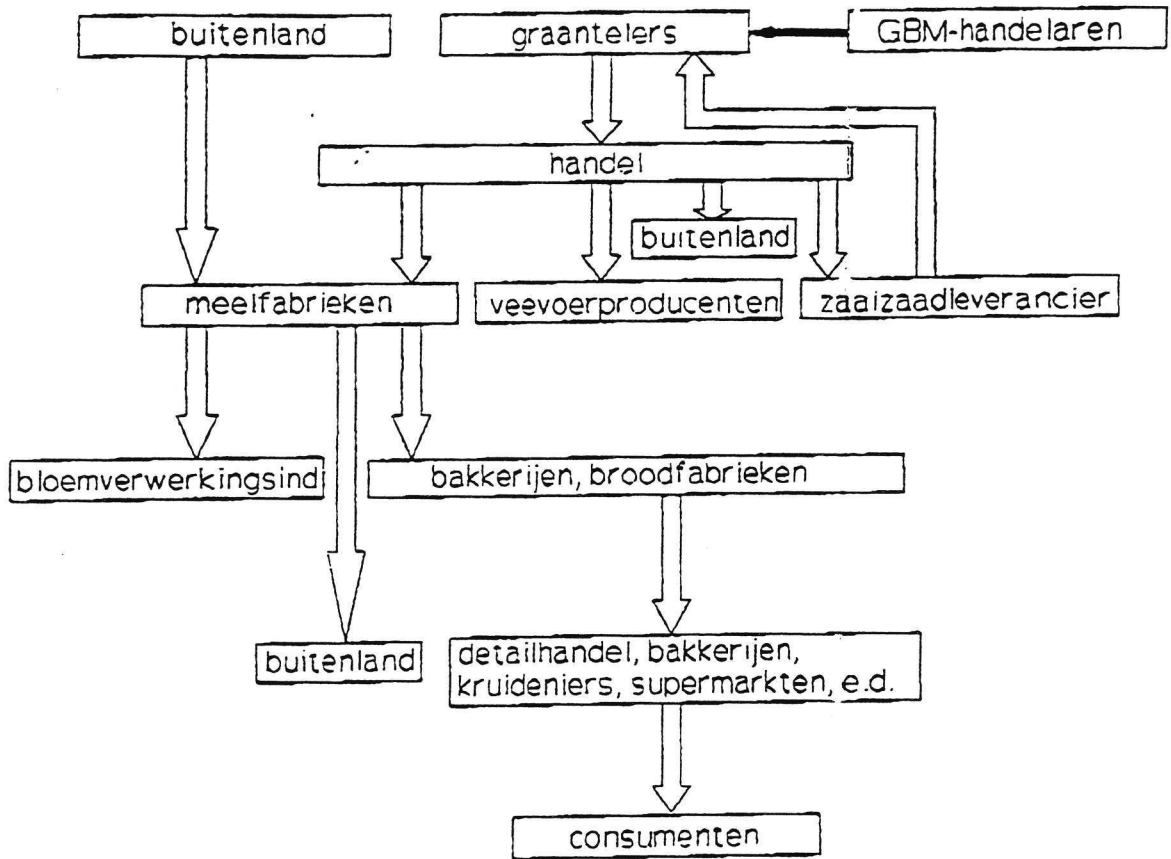 buitenland
graantelers
GBM-handelaren
handel
buitenland
meelfabrieken
veevoerproducenten
zaaizaadleverancier
bloemverwerkingsind
bakkerijen, broodfabrieken
buitenland
detailhandel, bakkerijen,
kruideniers, supermarkten, e.d.
consumenten